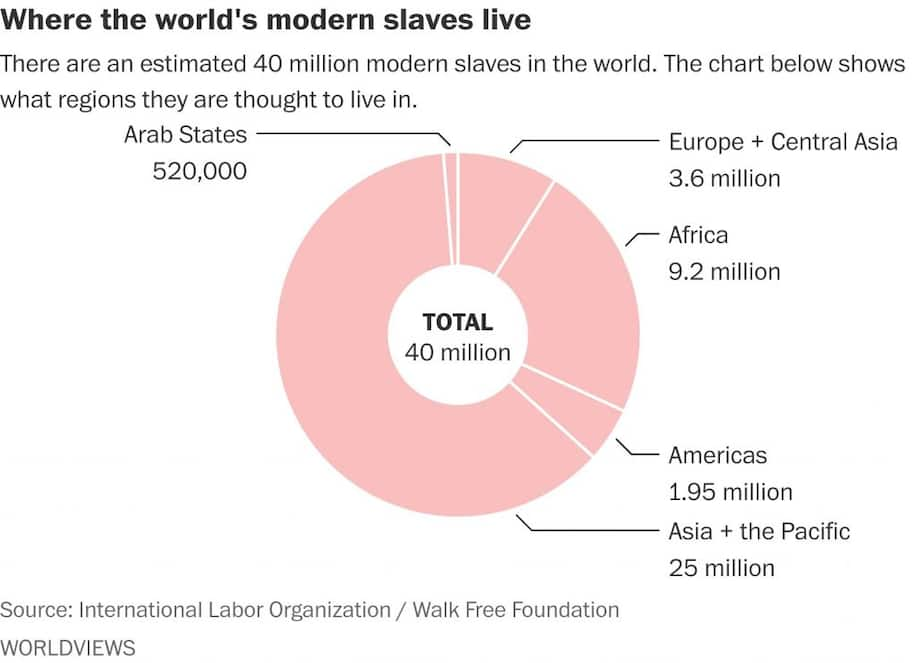 Where the world's modern slaves live
There are an estimated 40 million modern slaves in the world. The chart below shows
what regions they are thought to live in.
Arab States
520,000
Europe + Central Asia
3.6 million
Africa
9.2 million
TOTAL
40 million
Americas
1.95 million
Asia + the Pacific
25 million
Source: International Labor Organization / Walk Free Foundation
WORLDVIEWS